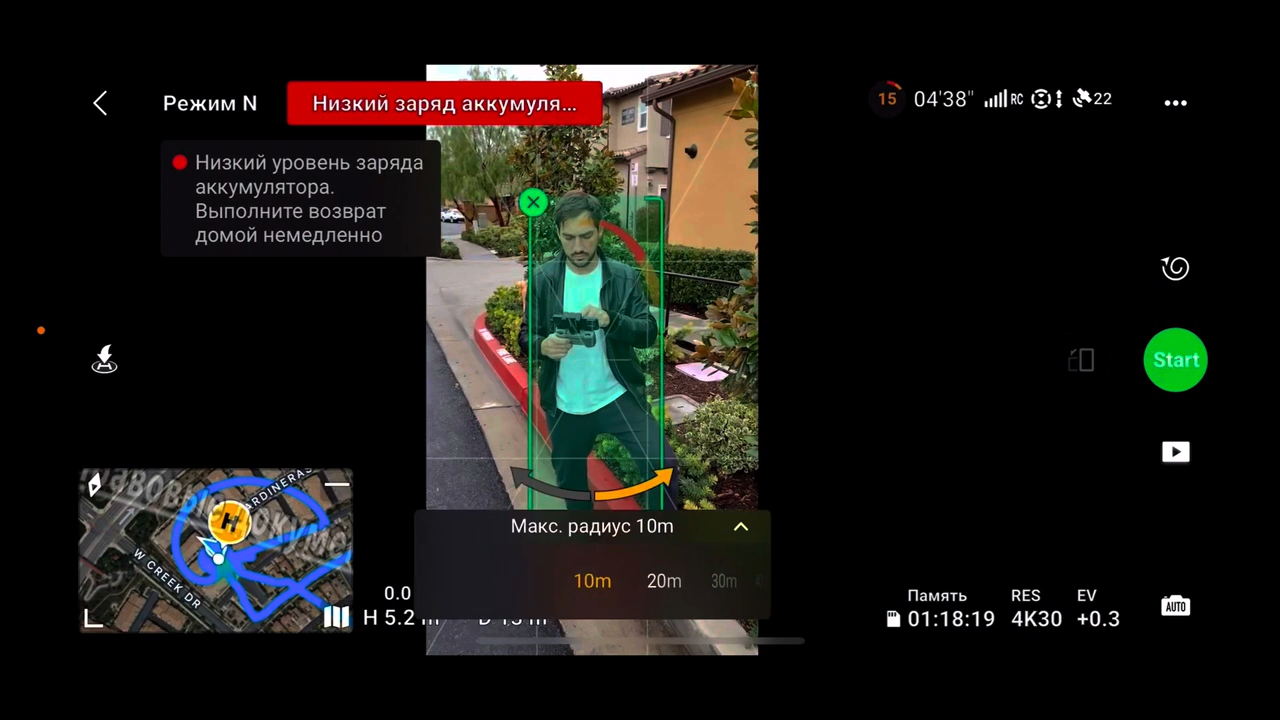 Режим N
Низкий заряд аккумуля...
15 04'38" RC 22
Низкий уровень заряда
аккумулятора.
Выполните возврат
домой немедленно
Start
JARDINERAS
H
W CREEK DR
Макс. радиус 10m
10m 20m 30m
0.0
H 5.2 m D 13 m
Память RES EV
01:18:19 4K30 +0.3
AUTO